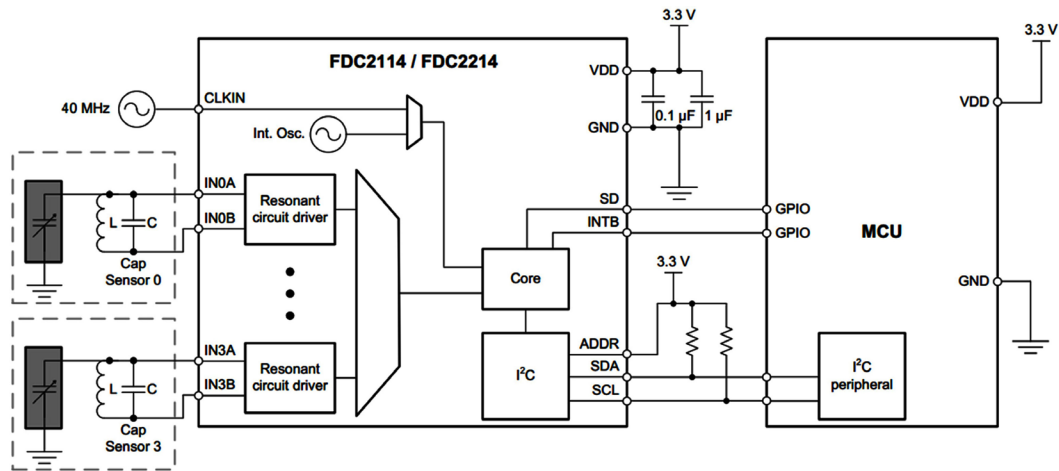 3.3 V
3.3 V
FDC2114 / FDC2214
VDD
CLKIN
40 MHz
VDD
0.1 µF
1 µF
Int. Osc.
GND
IN0A
Resonant
circuit driver
SD
GPIO
L
C
IN0B
INTB
GPIO
MCU
Cap
Sensor 0
Core
3.3 V
GND
ADDR
IN3A
Resonant
circuit driver
SDA
I²C
I²C
peripheral
L
C
IN3B
SCL
Cap
Sensor 3